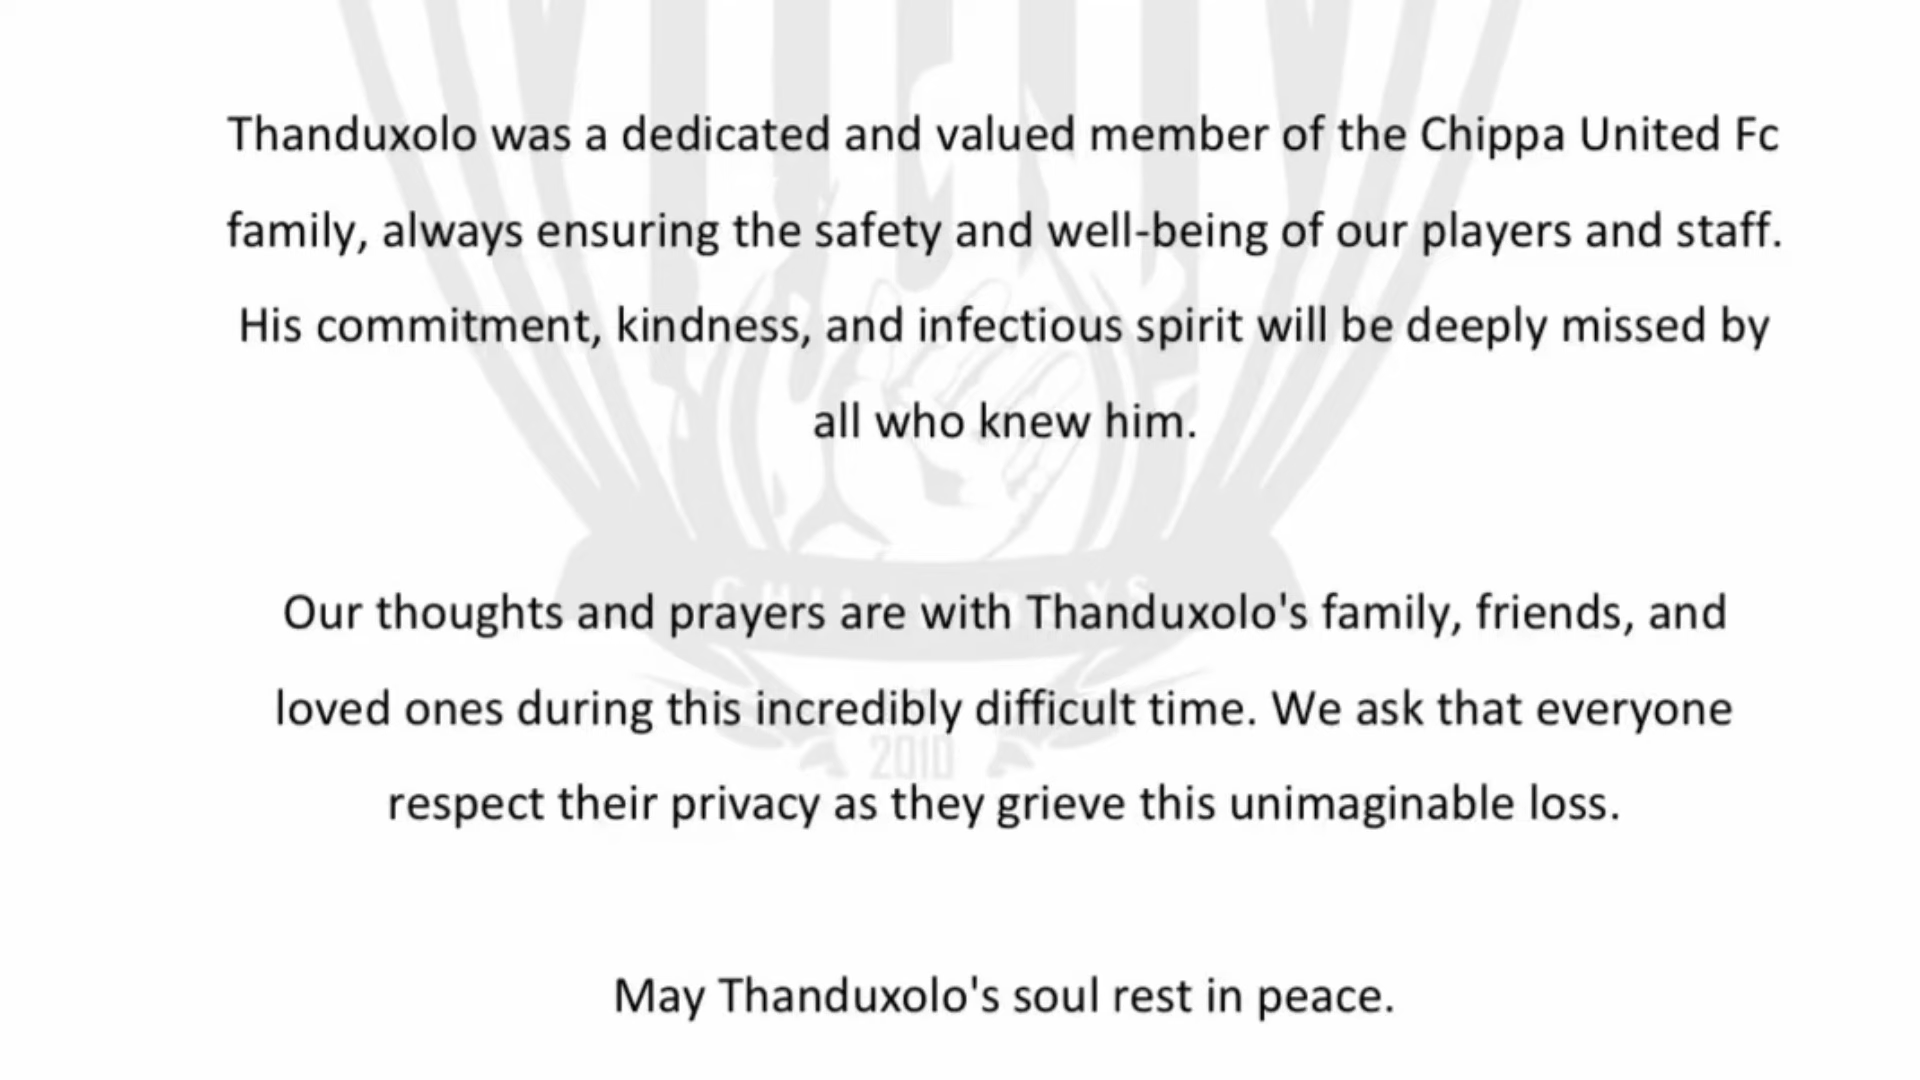 Thanduxolo was a dedicated and valued member of the Chippa United Fc
family, always ensuring the safety and well-being of our players and staff.
His commitment, kindness, and infectious spirit will be deeply missed by
all who knew him.
Our thoughts and prayers are with Thanduxolo's family, friends, and
loved ones during this incredibly difficult time. We ask that everyone
2010
respect their privacy as they grieve this unimaginable loss.
May Thanduxolo's soul rest in peace.